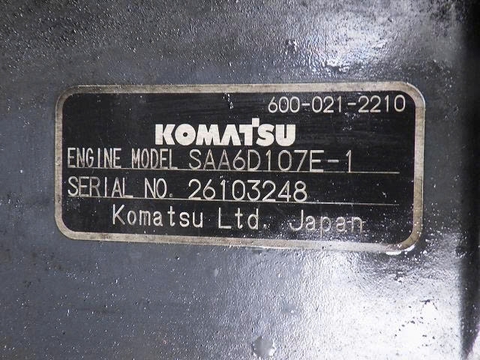 600-021-2210
KOMATSU
ENGINE MODEL SAA6D107E-1
SERIAL NO. 26103248
Komatsu Ltd. Japan